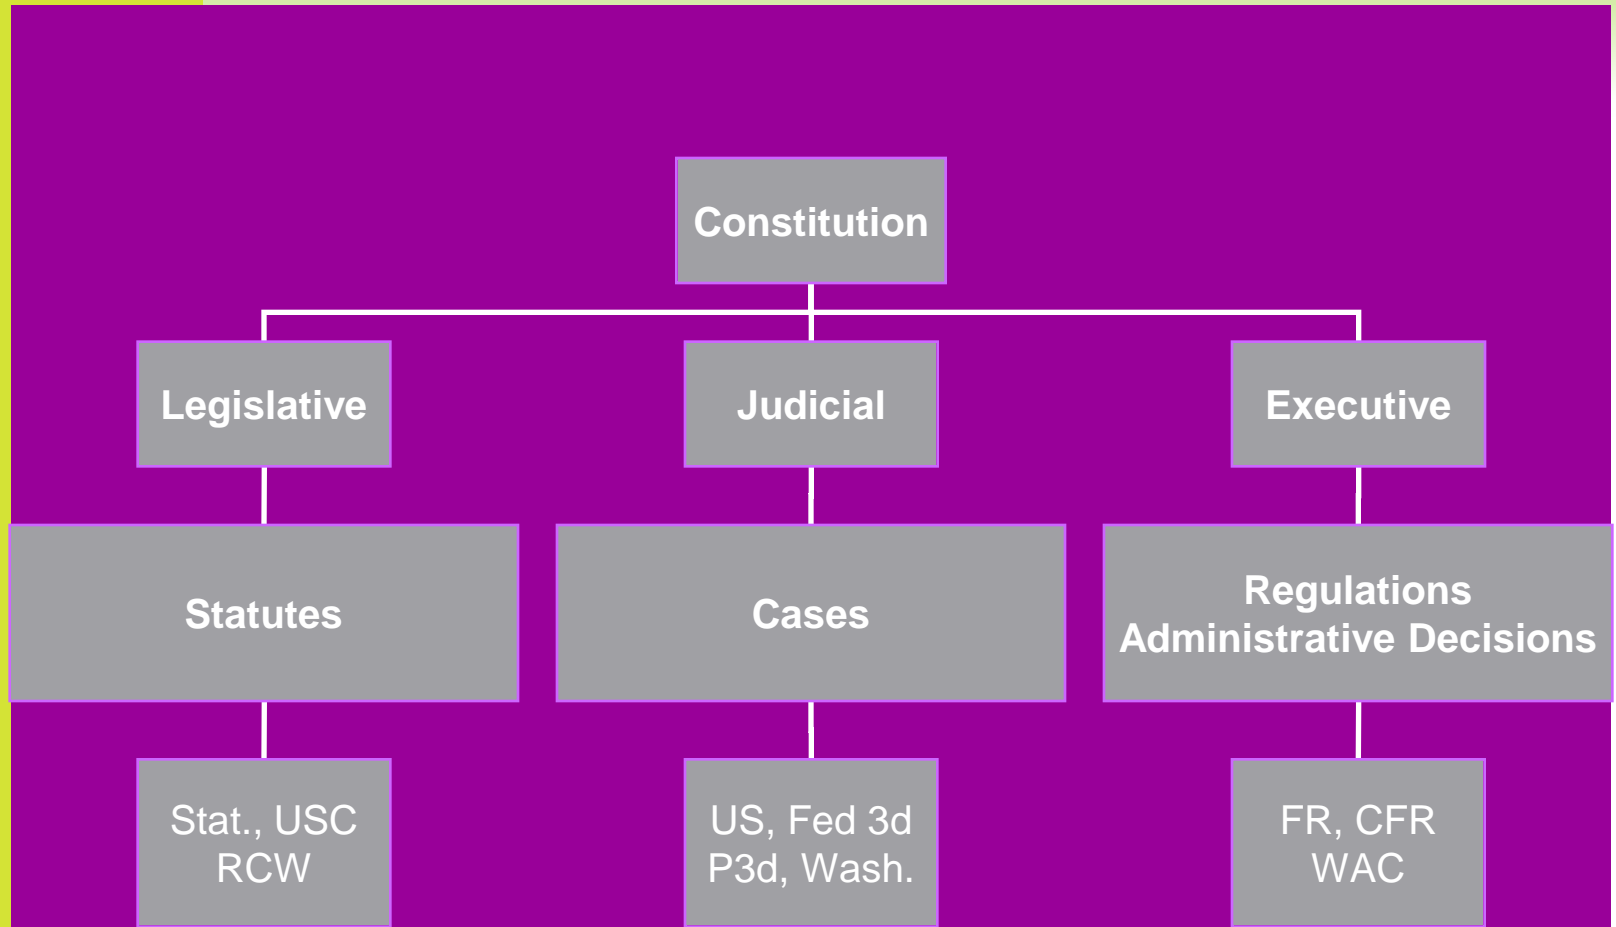 Constitution
Legislative
Judicial
Executive
Statutes
Cases
Regulations
Administrative Decisions
Stat., USC
RCW
US, Fed 3d
P3d, Wash.
FR, CFR
WAC